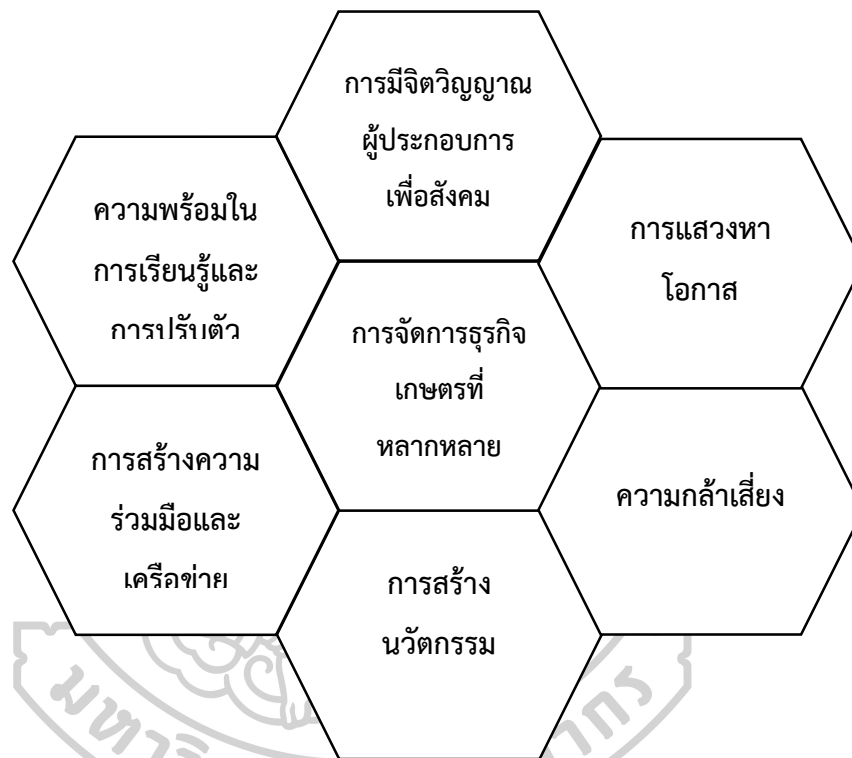 การมีจิตวิญญาณ
ผู้ประกอบการ
เพื่อสังคม
ความพร้อมใน
การเรียนรู้และ
การปรับตัว
การแสวงหา
โอกาส
การจัดการธุรกิจ
เกษตรที่
หลากหลาย
การสร้างความ
ร่วมมือและ
เครือข่าย
ความกล้าเสี่ยง
การสร้าง
นวัตกรรม